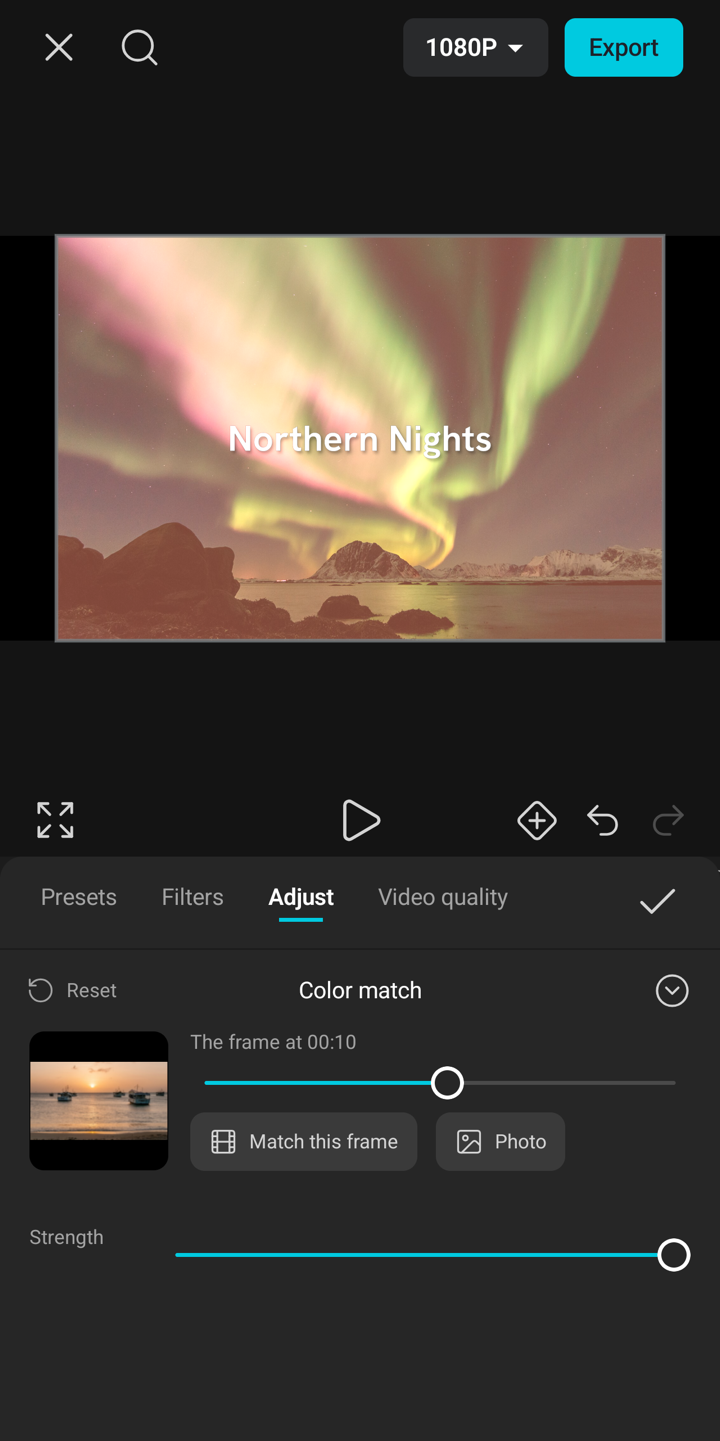 1080P
Export
Northern Nights
Presets
Filters
Adjust
Video quality
Reset
Color match
The frame at 00:10
Match this frame
Photo
Strength